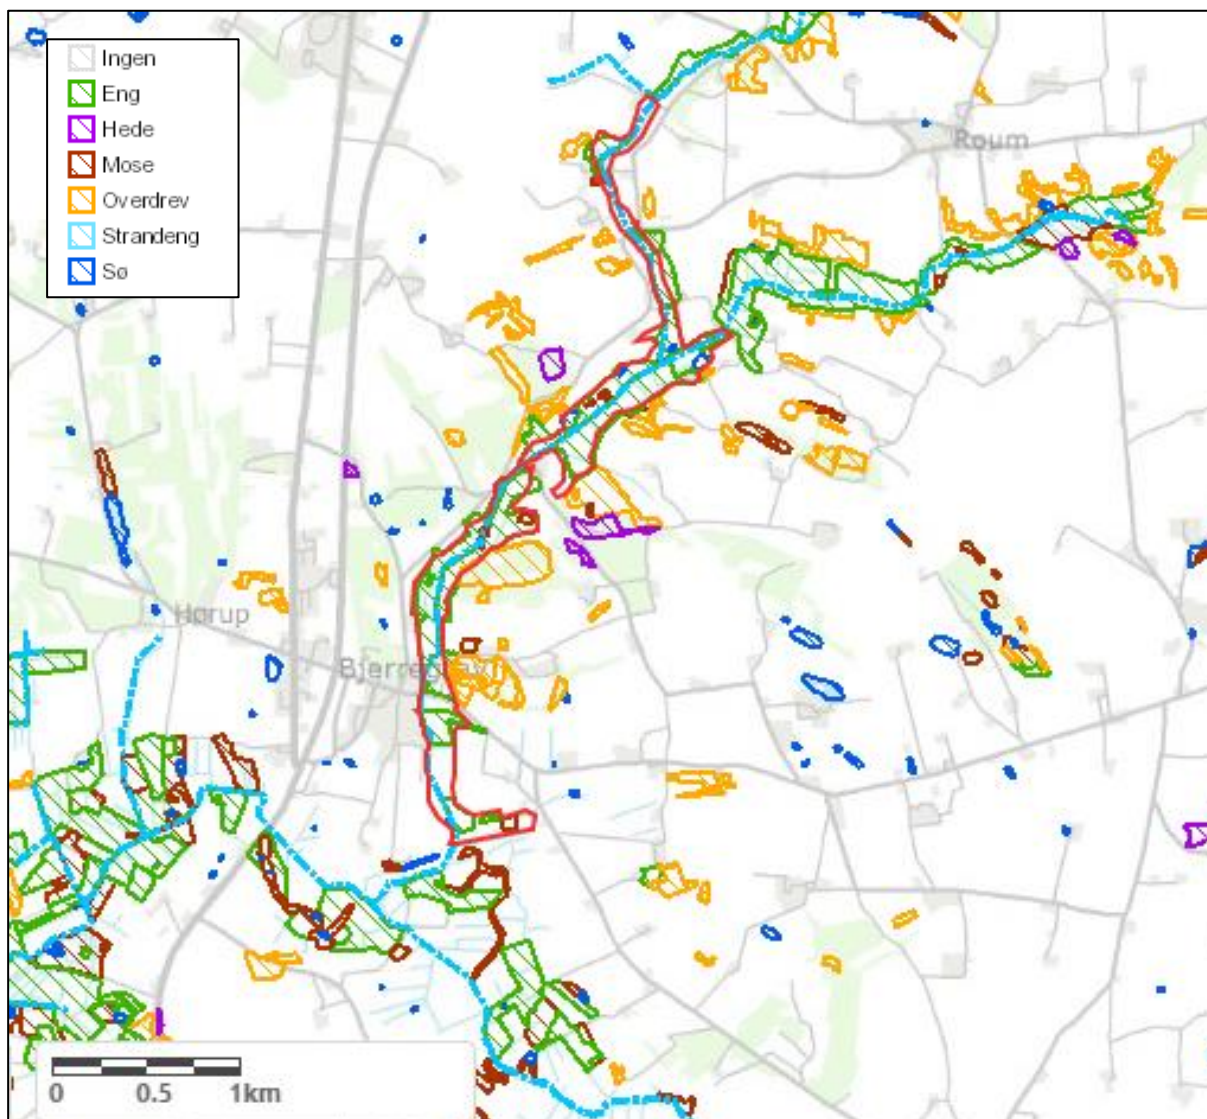 Ingen
Eng
Hede
Mose
Overdrev
Strandeng
Sø
Roum
Hørup
0 0.5 1km